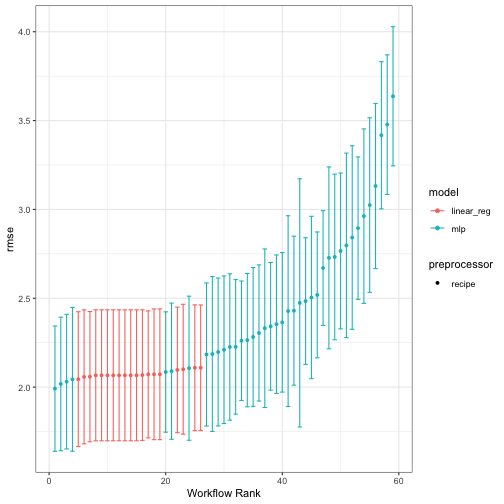 4.0
3.5
3.0
2.5
2.0
rmse
0
20
40
60
Workflow Rank
model
linear_reg
mlp
preprocessor
recipe